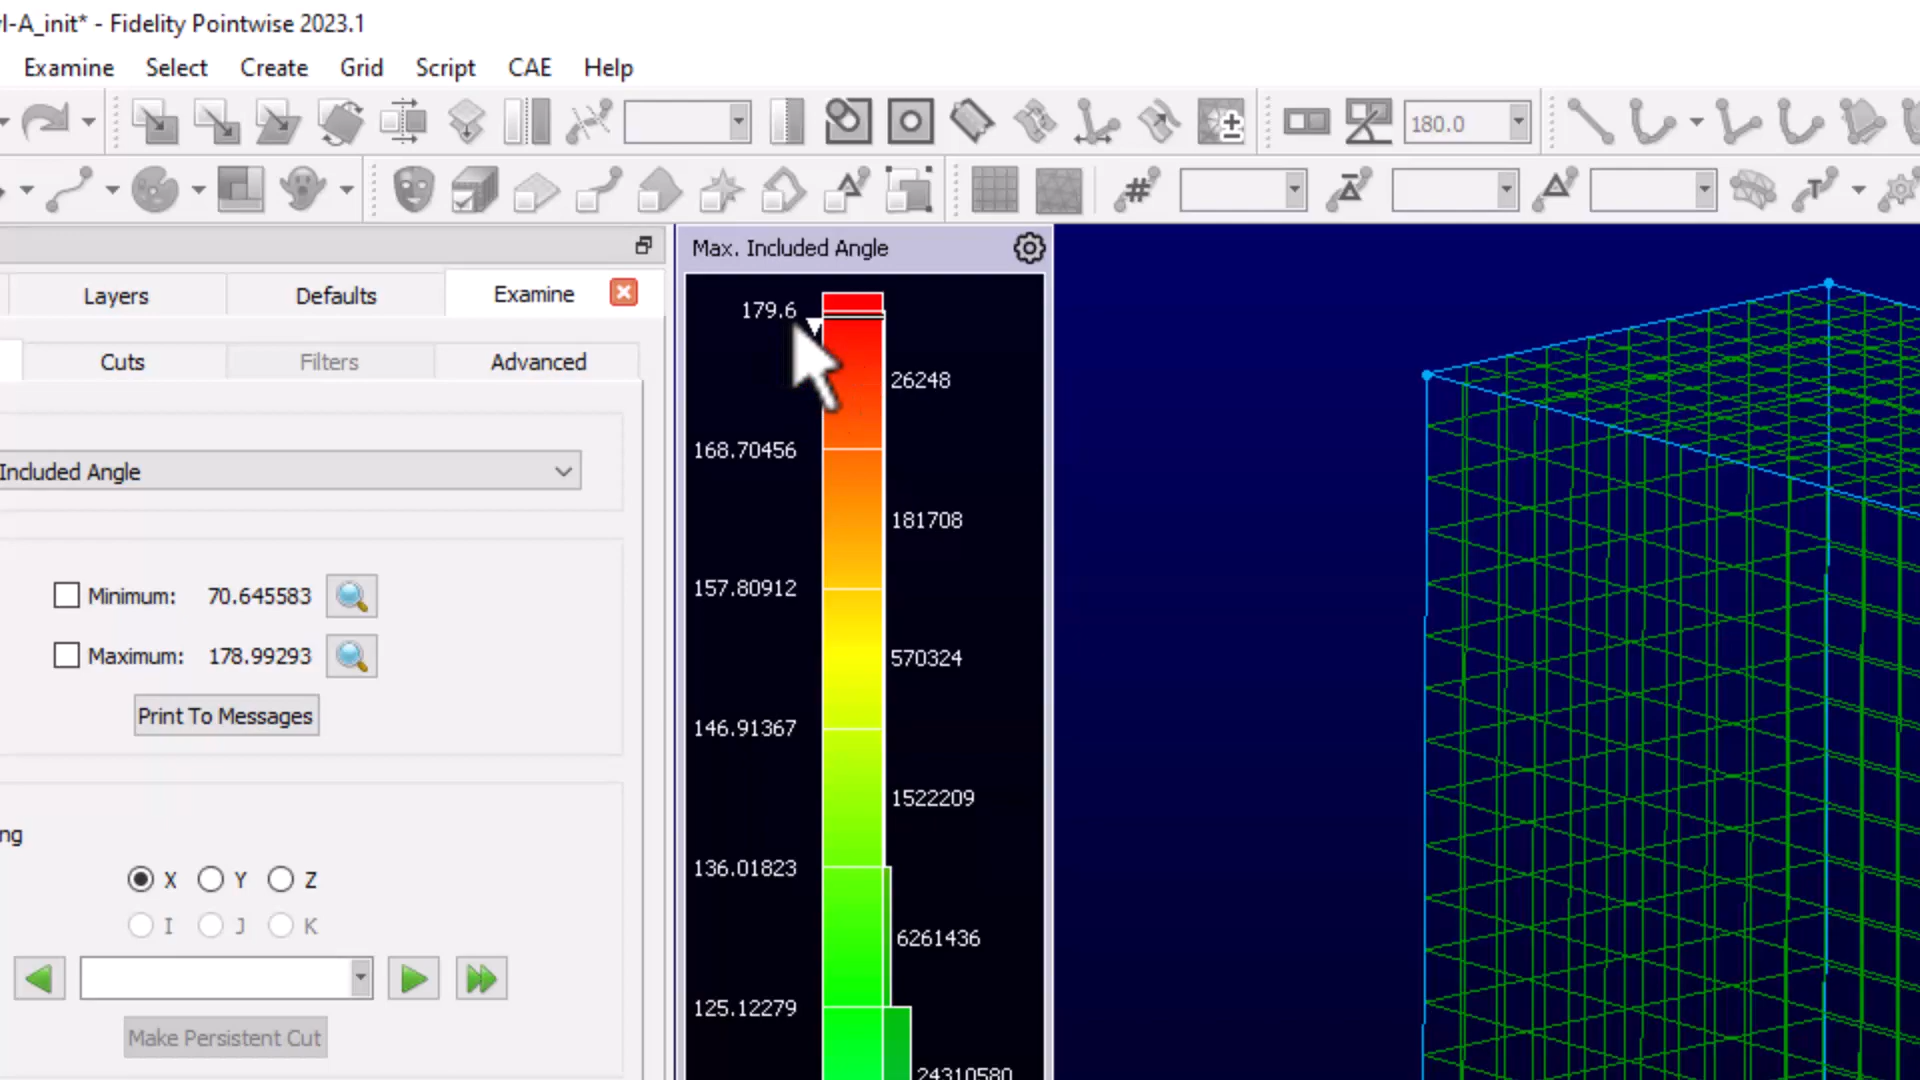 l-A_init* - Fidelity Pointwise 2023.1
Examine Select Create Grid Script CAE Help
180.0
Max. Included Angle
Layers Defaults Examine
Cuts Filters Advanced
Included Angle
Minimum: 70.645583
Maximum: 178.99293
Print To Messages
ng
X Y Z
I J K
Make Persistent Cut
179.6
26248
168.70456
181708
157.80912
570324
146.91367
1522209
136.01823
6261436
125.12279
24310580